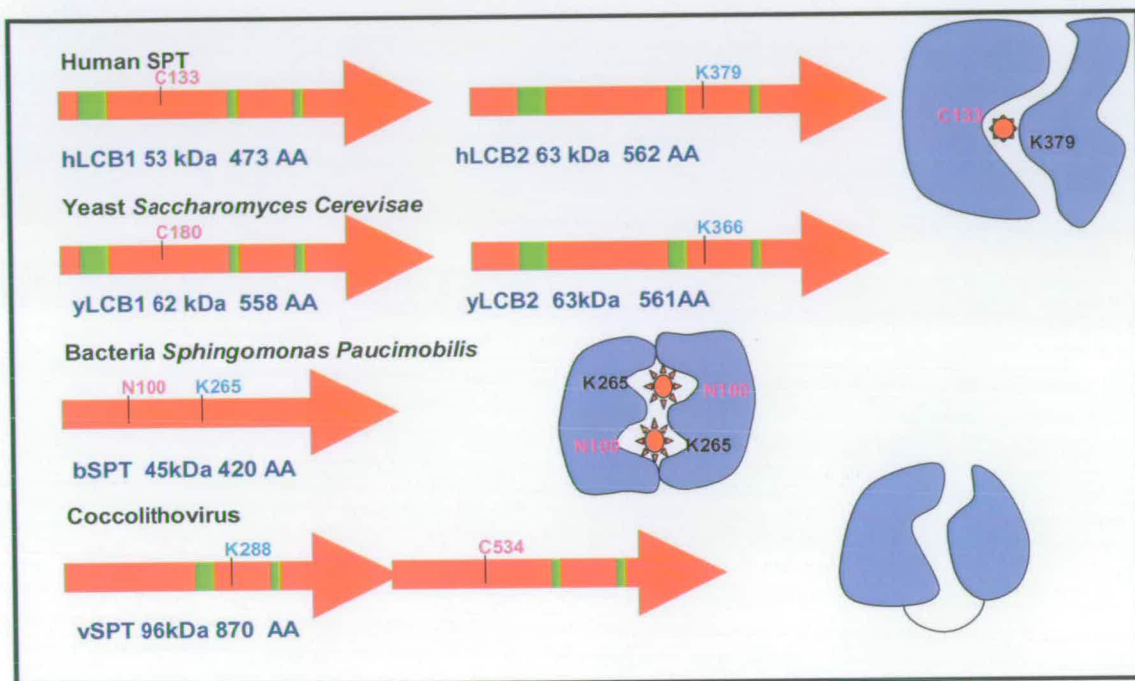 Human SPT
C133
K379
hLCB1 53 kDa 473 AA
hLCB2 63 kDa 562 AA
C133
K379
Yeast Saccharomyces Cerevisae
C180
K366
yLCB1 62 kDa 558 AA
yLCB2 63kDa 561AA
Bacteria Sphingomonas Paucimobilis
N100 K265
bSPT 45kDa 420 AA
K265
N100
N100
K265
Coccolithovirus
K288
C534
vSPT 96kDa 870 AA